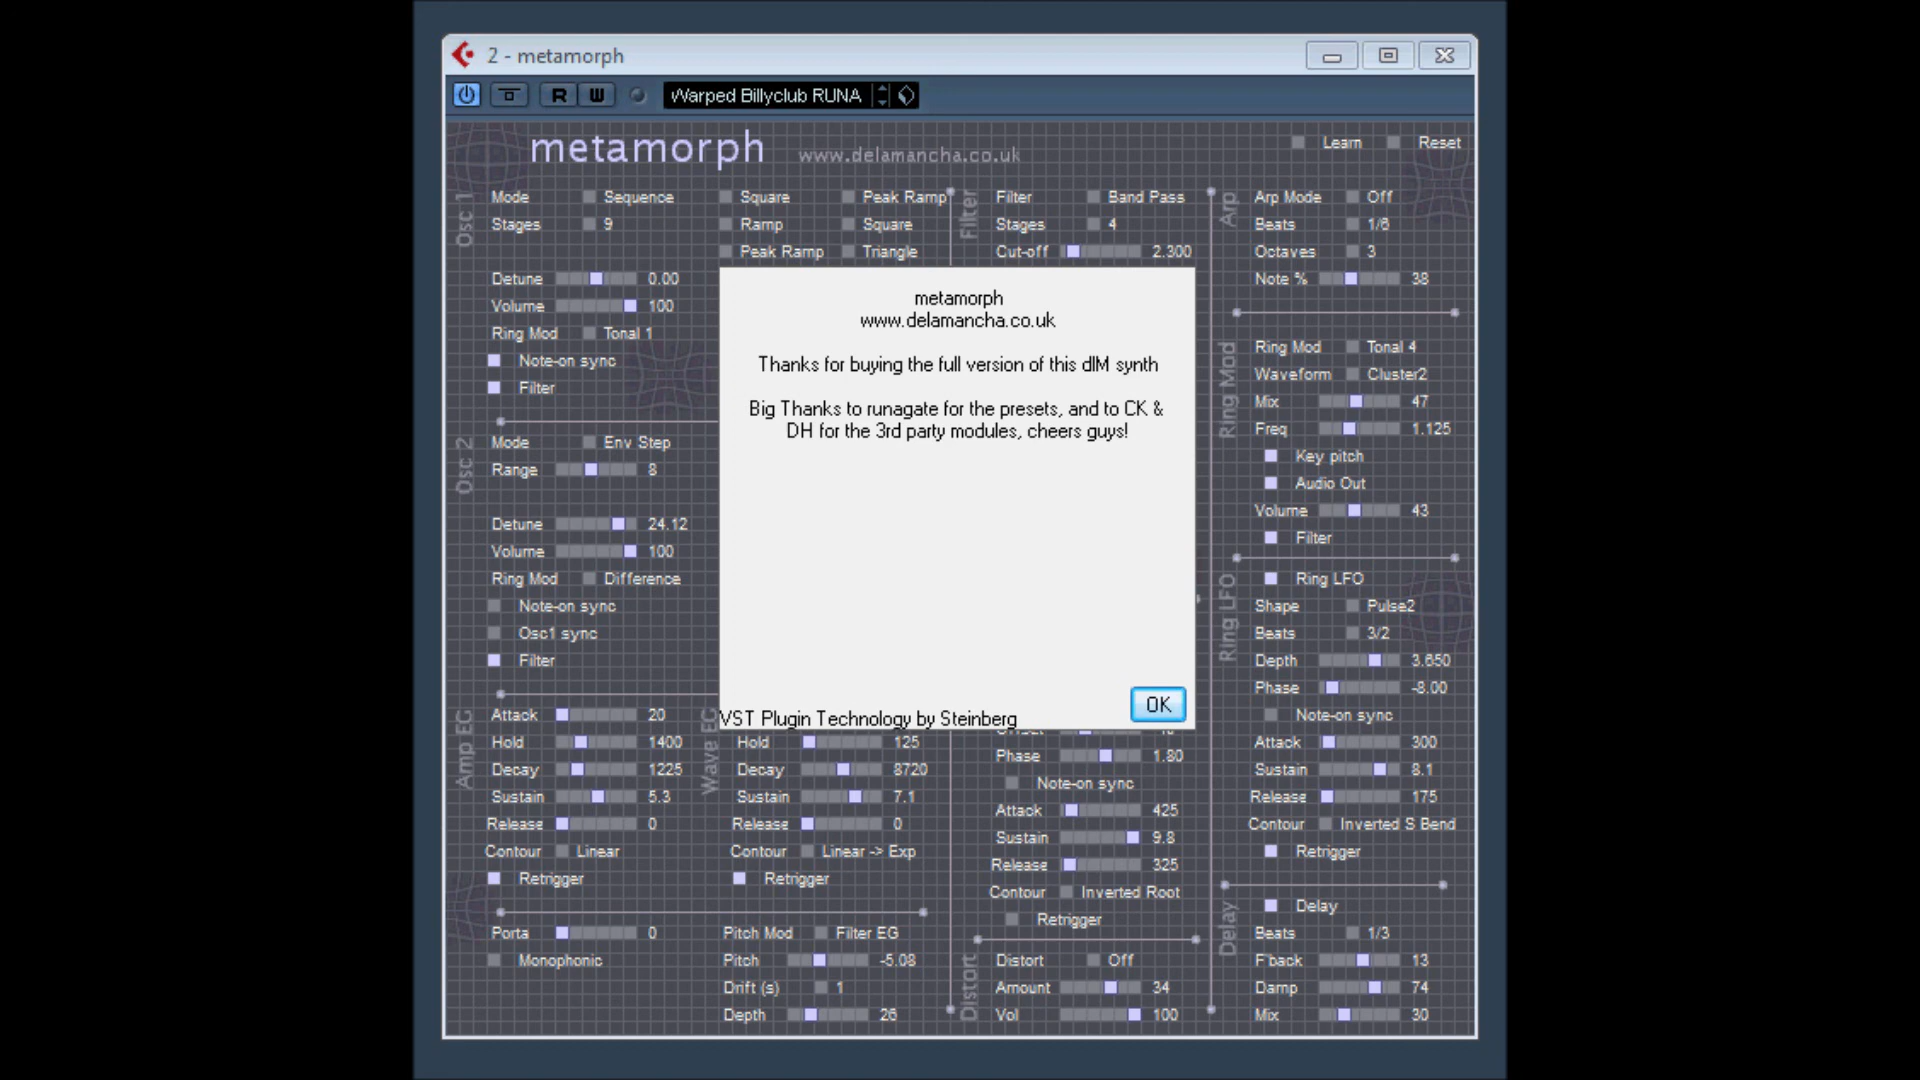 2 - metamorph
R W Warped Billyclub RUNA
metamorph www.delamancha.co.uk Learn Reset
Osc 1
Mode Sequence
Stages 9
Square Peak Ramp
Ramp Square
Peak Ramp Triangle
Detune 0.00
Volume 100
Ring Mod Tonal 1
Note-on sync
Filter
Osc 2
Mode Env Step
Range 8
Detune 24.12
Volume 100
Ring Mod Difference
Note-on sync
Osc1 sync
Filter
Amp EG
Attack 20
Hold 1400
Decay 1225
Sustain 5.3
Release 0
Contour Linear
Retrigger
Porta 0
Monophonic
metamorph
www.delamancha.co.uk
Thanks for buying the full version of this dlM synth
Big Thanks to runagate for the presets, and to CK &
DH for the 3rd party modules, cheers guys!
OK
VST Plugin Technology by Steinberg
Wave EG
Hold 125
Decay 8720
Sustain 7.1
Release 0
Contour Linear -> Exp
Retrigger
Pitch Mod Filter EG
Pitch -5.08
Drift (s) 1
Depth 26
Filter
Filter Band Pass
Stages 4
Cut-off 2.300
Phase 1.80
Note-on sync
Attack 425
Sustain 9.8
Release 325
Contour Inverted Root
Retrigger
Distort
Distort Off
Amount 34
Vol 100
Arp
Arp Mode Off
Beats 1/6
Octaves 3
Note % 38
Ring Mod
Ring Mod Tonal 4
Waveform Cluster2
Mix 47
Freq 1.125
Key pitch
Audio Out
Volume 43
Filter
Ring LFO
Ring LFO
Shape Pulse2
Beats 3/2
Depth 3.650
Phase -8.00
Note-on sync
Attack 300
Sustain 8.1
Release 175
Contour Inverted S Bend
Retrigger
Delay
Delay
Beats 1/3
F'back 13
Damp 74
Mix 30